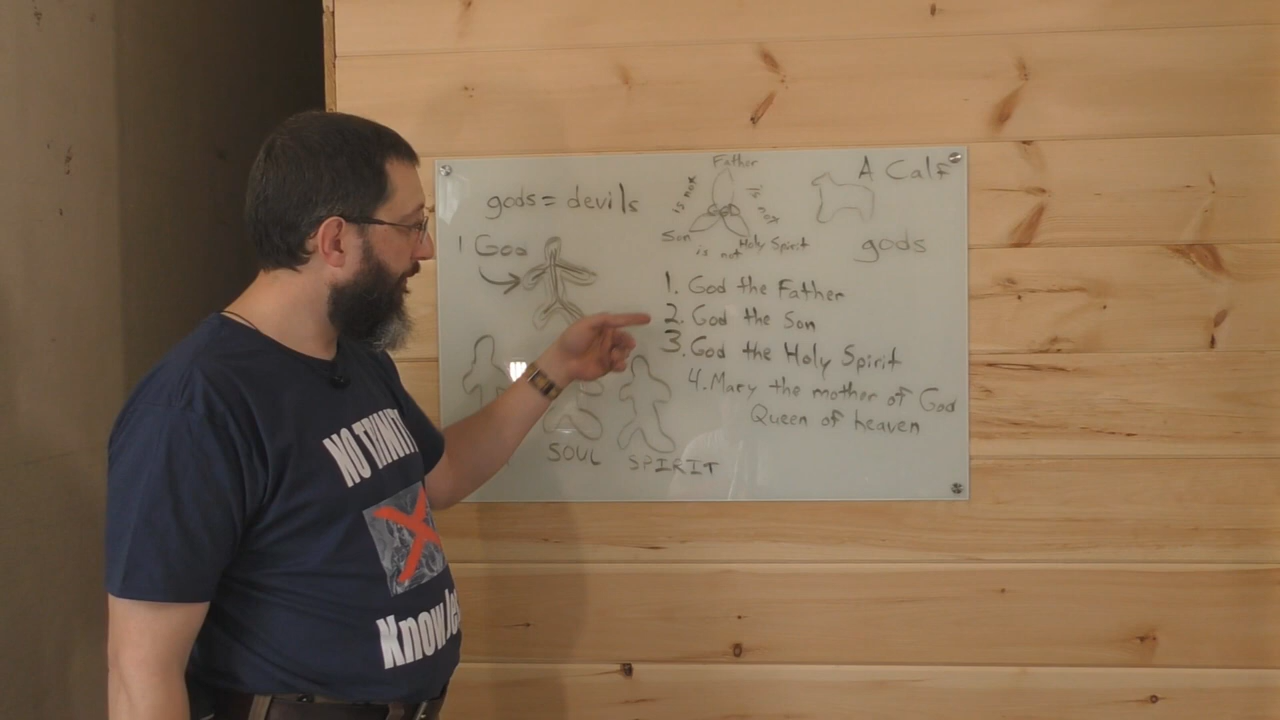 gods = devils
1 God
SOUL
SPIRIT
Father
is not
is not
God
Son
is not
Holy Spirit
A Calf
gods
1. God the Father
2. God the Son
3. God the Holy Spirit
4. Mary the mother of God
Queen of heaven
NO